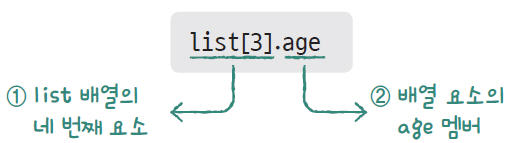 list[3].age
① list 배열의
네 번째 요소
② 배열 요소의
age 멤버